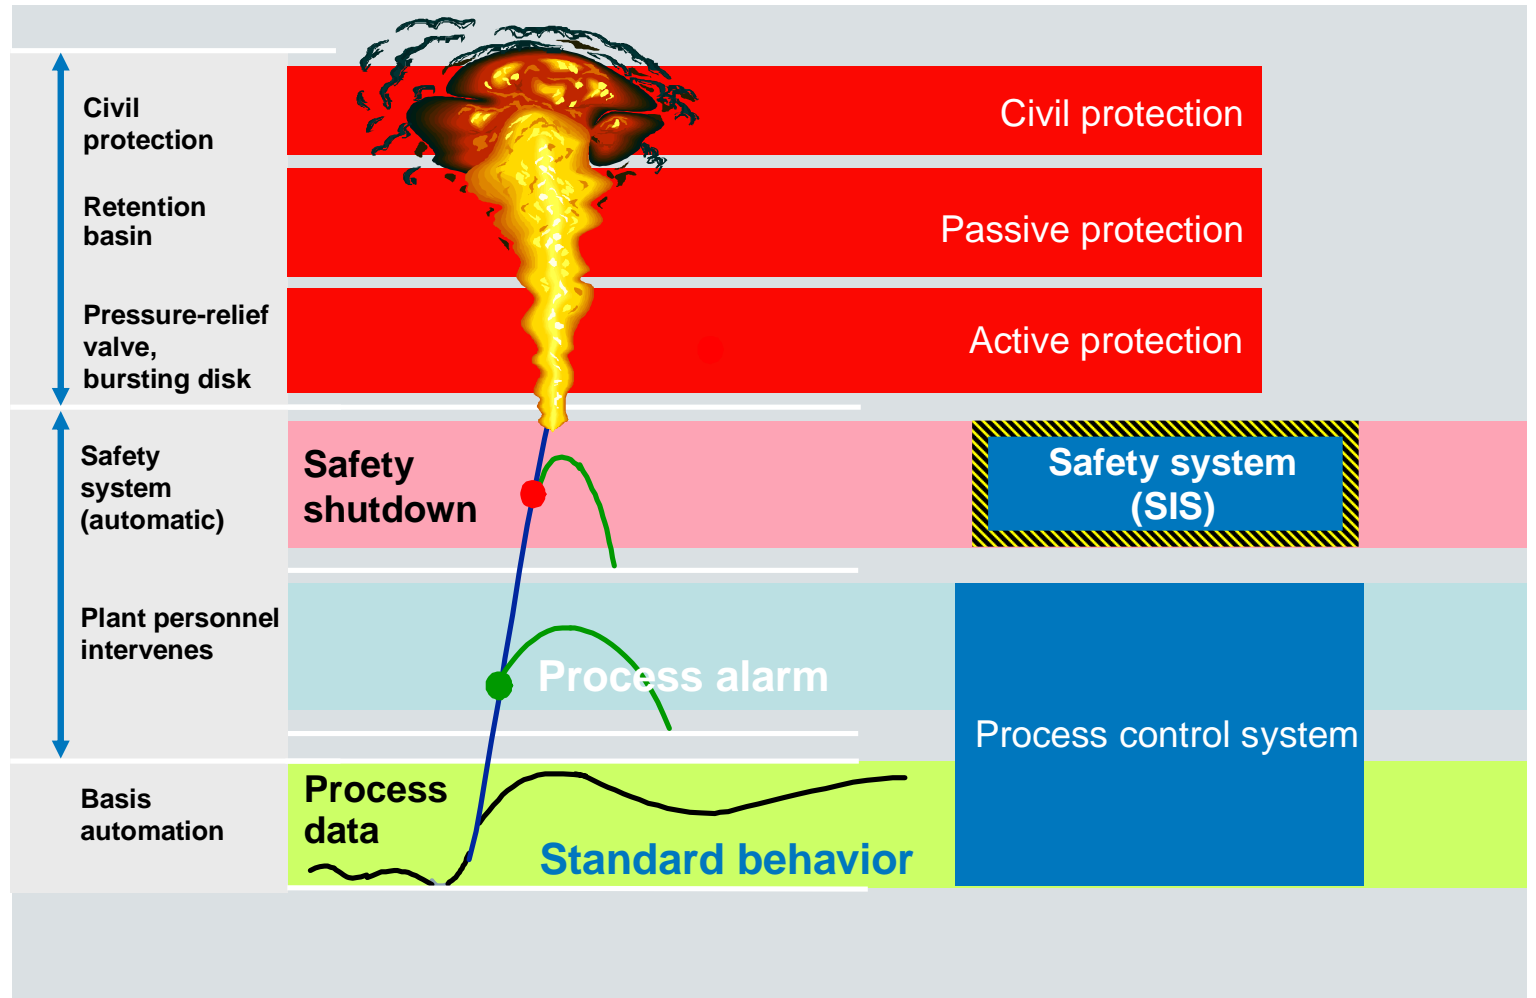 Civil
protection
Civil protection
Retention
basin
Passive protection
Pressure-relief
valve,
bursting disk
Active protection
Safety
system
(automatic)
Safety
shutdown
Safety system
(SIS)
Plant personnel
intervenes
Process alarm
Process control system
Basis
automation
Process
data
Standard behavior